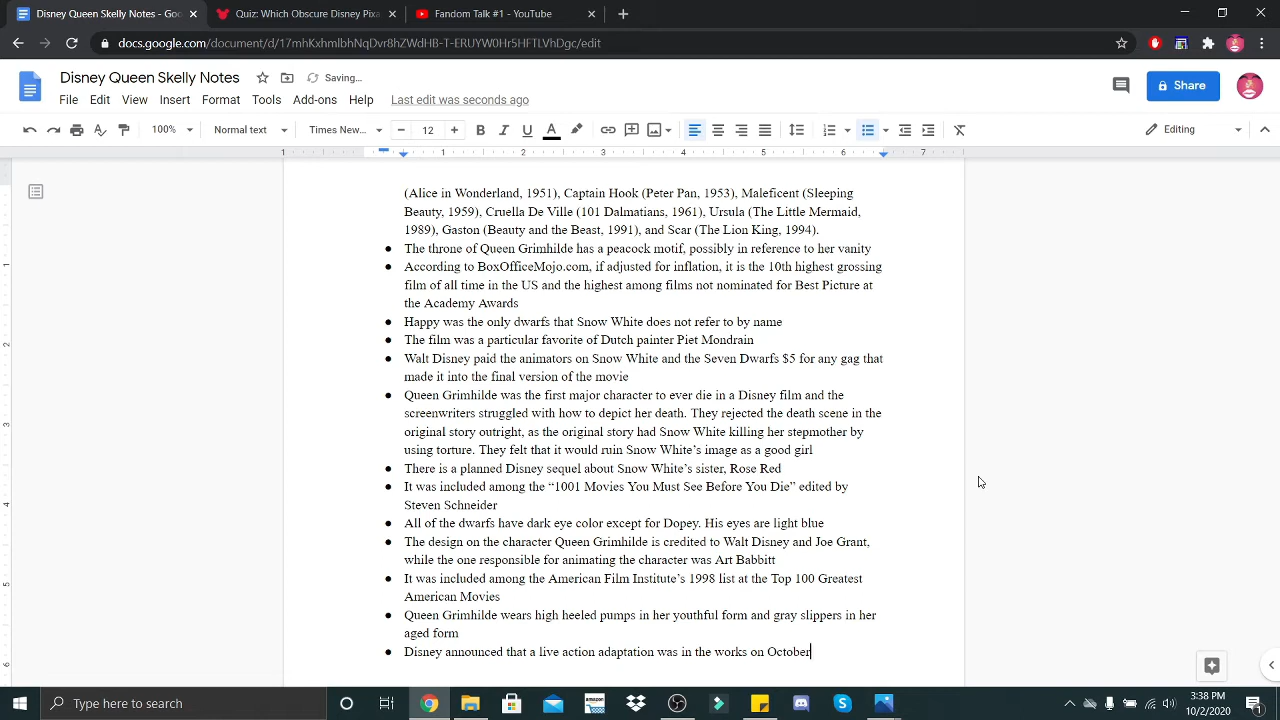 Disney Queen Skelly Notes - Goo
Quiz: Which Obscure Disney Pixa
Fandom Talk #1 - YouTube
docs.google.com/document/d/17mhKxhmlbhNqDvr8hZWdHB-T-ERUYW0Hr5HFTLVhDgc/edit
Disney Queen Skelly Notes
Saving...
File Edit View Insert Format Tools Add-ons Help Last edit was seconds ago
Share
100% Normal text Times New... 12 Editing
1 1 2 3 4 5 6 7
(Alice in Wonderland, 1951), Captain Hook (Peter Pan, 1953), Maleficent (Sleeping
Beauty, 1959), Cruella De Ville (101 Dalmatians, 1961), Ursula (The Little Mermaid,
1989), Gaston (Beauty and the Beast, 1991), and Scar (The Lion King, 1994).
● The throne of Queen Grimhilde has a peacock motif, possibly in reference to her vanity
● According to BoxOfficeMojo.com, if adjusted for inflation, it is the 10th highest grossing
film of all time in the US and the highest among films not nominated for Best Picture at
the Academy Awards
● Happy was the only dwarfs that Snow White does not refer to by name
● The film was a particular favorite of Dutch painter Piet Mondrain
● Walt Disney paid the animators on Snow White and the Seven Dwarfs $5 for any gag that
made it into the final version of the movie
● Queen Grimhilde was the first major character to ever die in a Disney film and the
screenwriters struggled with how to depict her death. They rejected the death scene in the
original story outright, as the original story had Snow White killing her stepmother by
using torture. They felt that it would ruin Snow White's image as a good girl
● There is a planned Disney sequel about Snow White's sister, Rose Red
● It was included among the "1001 Movies You Must See Before You Die" edited by
Steven Schneider
● All of the dwarfs have dark eye color except for Dopey. His eyes are light blue
● The design on the character Queen Grimhilde is credited to Walt Disney and Joe Grant,
while the one responsible for animating the character was Art Babbitt
● It was included among the American Film Institute's 1998 list at the Top 100 Greatest
American Movies
● Queen Grimhilde wears high heeled pumps in her youthful form and gray slippers in her
aged form
● Disney announced that a live action adaptation was in the works on October
Type here to search
amazon
3:38 PM
10/2/2020